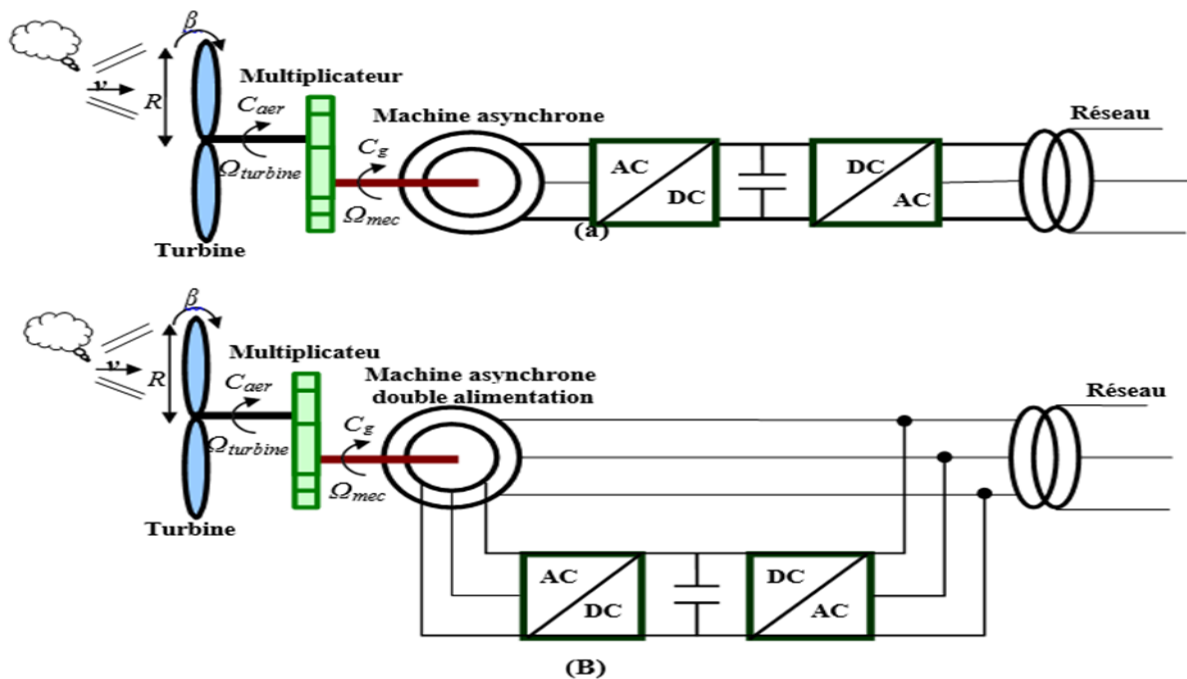 β
v
R
Multiplicateur
C_aer
Ω_turbine
C_g
Ω_mec
Machine asynchrone
AC
DC
DC
AC
Réseau
Turbine
(a)
β
v
R
Multiplicateu
C_aer
Ω_turbine
C_g
Ω_mec
Machine asynchrone
double alimentation
Réseau
Turbine
AC
DC
DC
AC
(B)